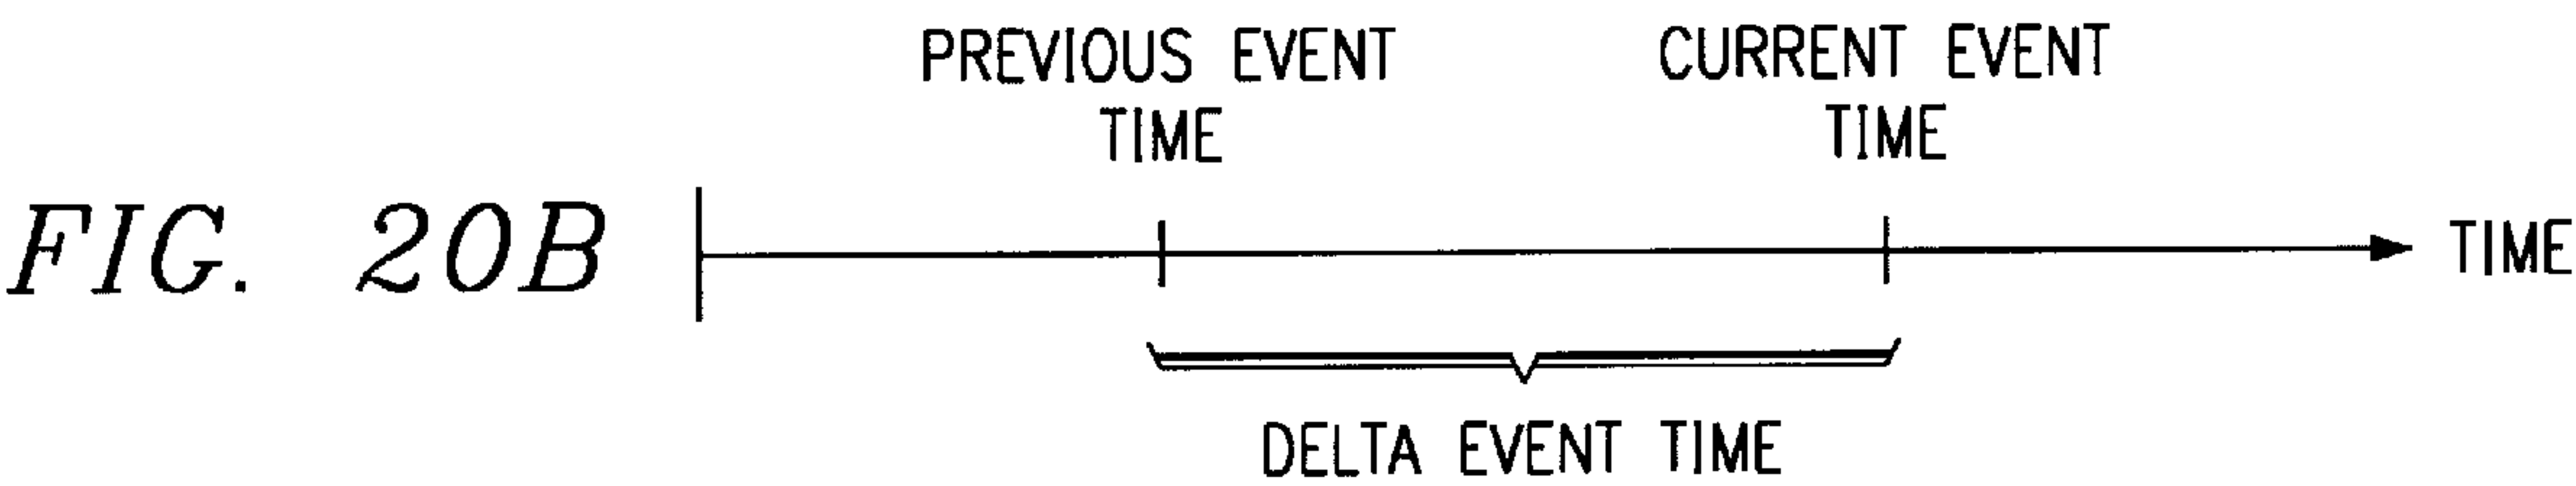 PREVIOUS EVENT
TIME
CURRENT EVENT
TIME
FIG. 20B
TIME
DELTA EVENT TIME